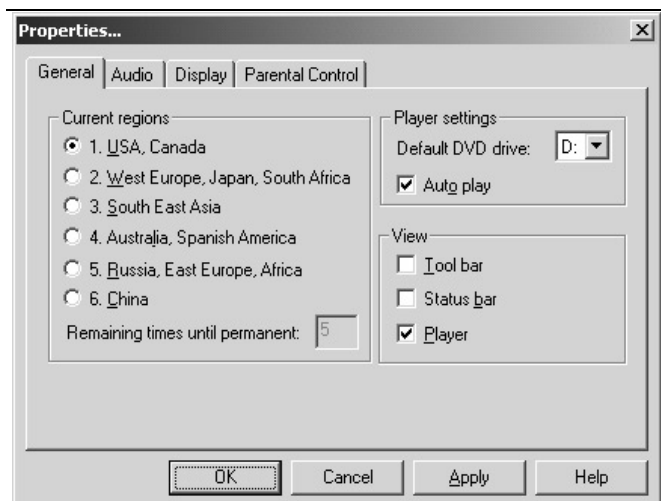 Properties...
General Audio Display Parental Control
Current regions
1. USA, Canada
2. West Europe, Japan, South Africa
3. South East Asia
4. Australia, Spanish America
5. Russia, East Europe, Africa
6. China
Remaining times until permanent: 5
Player settings
Default DVD drive: D:
Auto play
View
Tool bar
Status bar
Player
OK Cancel Apply Help